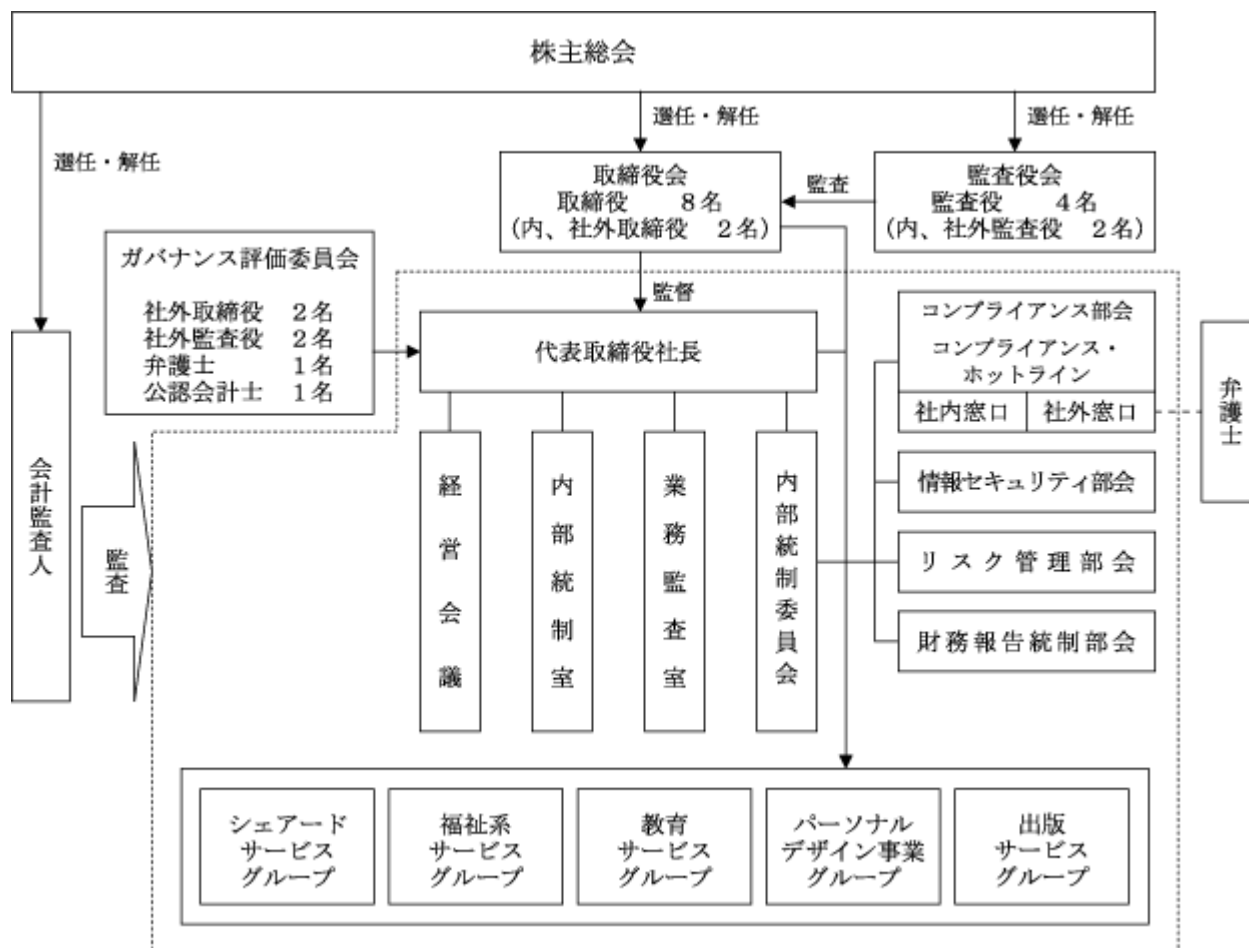 株主総会
選任・解任
選任・解任
選任・解任
取締役会
取締役　8名
(内、社外取締役　2名)
監査
監査役会
監査役　4名
(内、社外監査役　2名)
ガバナンス評価委員会
社外取締役　2名
社外監査役　2名
弁護士　1名
公認会計士　1名
監督
代表取締役社長
コンプライアンス部会
コンプライアンス・
ホットライン
社内窓口
社外窓口
弁護士
会計監査人
監査
経営会議
内部統制室
業務監査室
内部統制委員会
情報セキュリティ部会
リスク管理部会
財務報告統制部会
シェアード
サービス
グループ
福祉系
サービス
グループ
教育
サービス
グループ
パーソナル
デザイン事業
グループ
出版
サービス
グループ